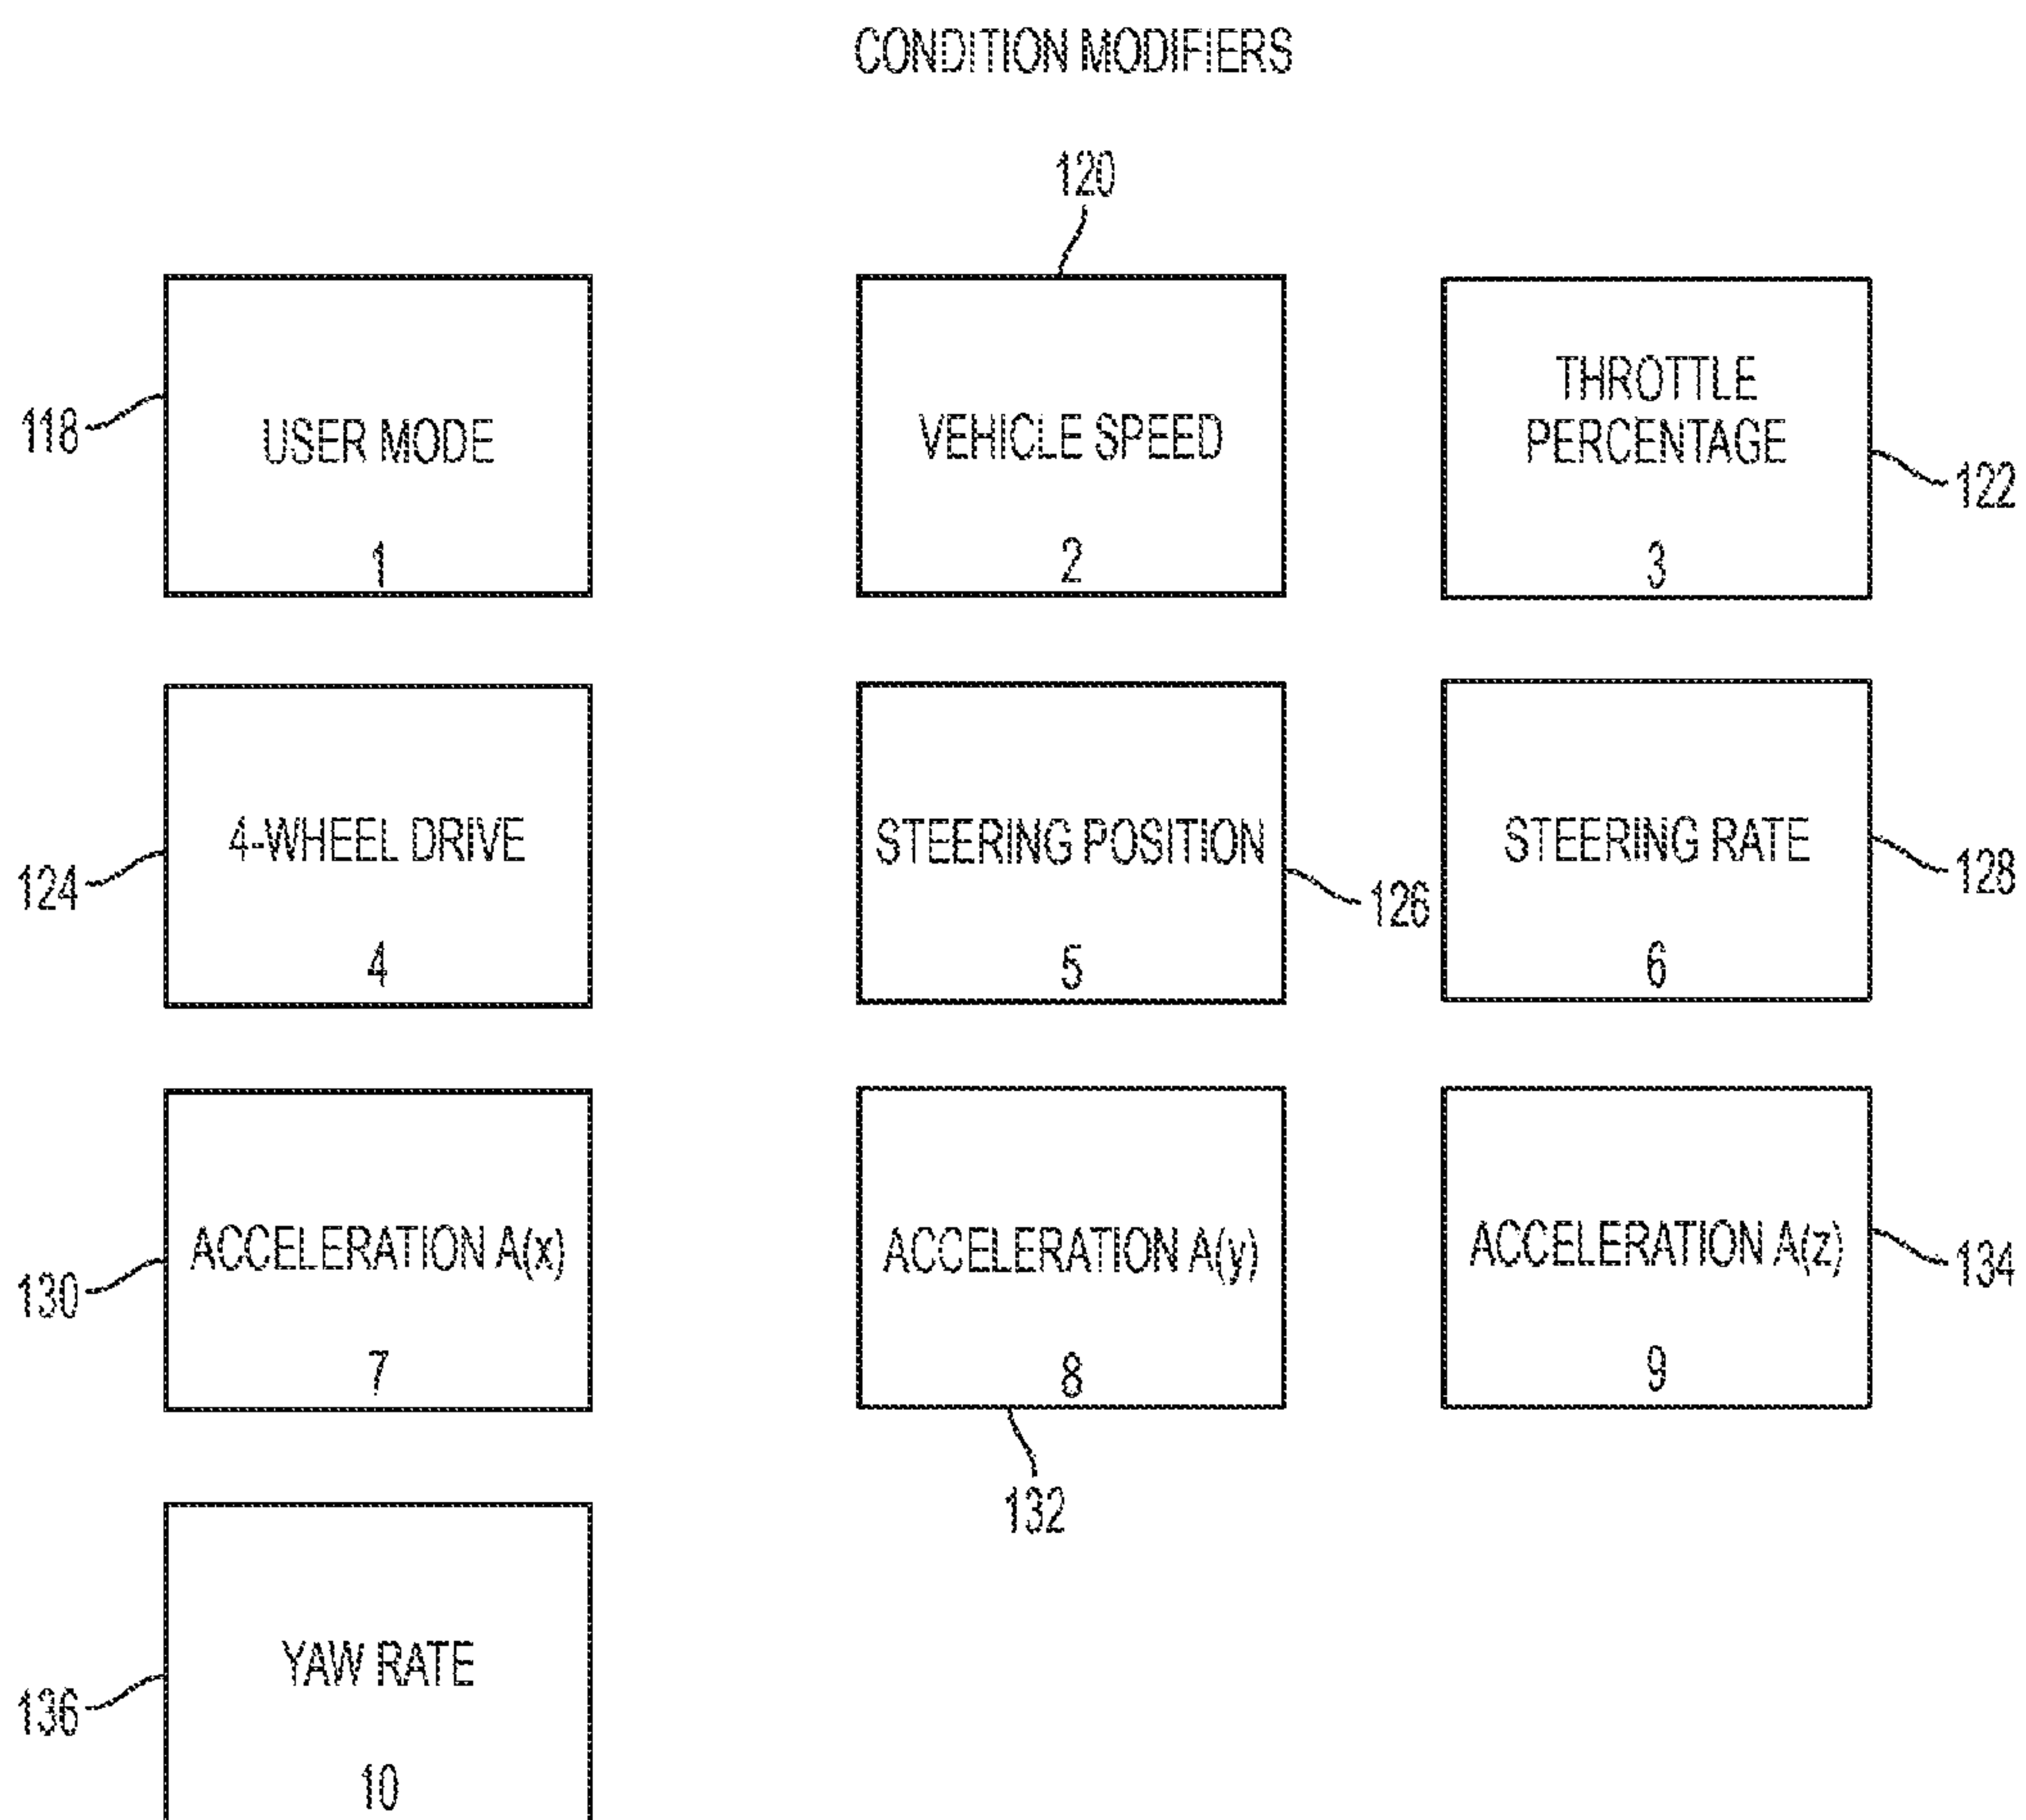 CONDITION MODIFIERS
120
118
USER MODE
1
VEHICLE SPEED
2
THROTTLE
PERCENTAGE
3
122
124
4-WHEEL DRIVE
4
STEERING POSITION
5
126
STEERING RATE
6
128
130
ACCELERATION A(x)
7
ACCELERATION A(y)
8
132
ACCELERATION A(z)
9
134
136
YAW RATE
10